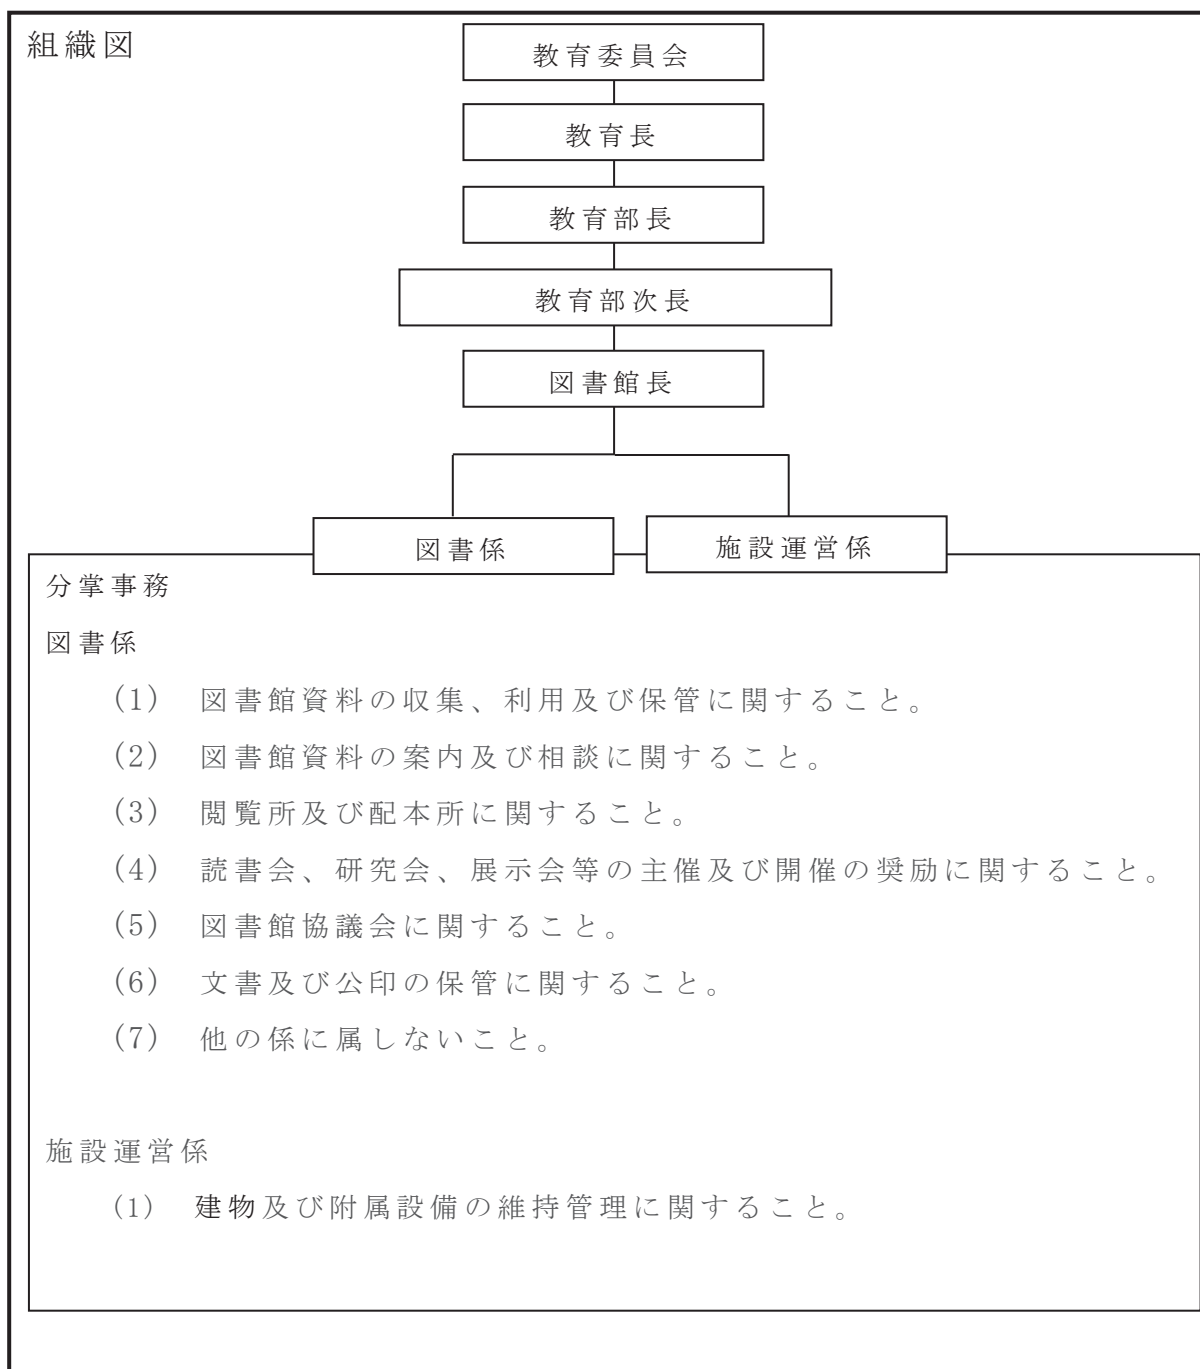 組織図
教育委員会
教育長
教育部長
教育部次長
図書館長
図書係
施設運営係
分掌事務
図書係
(1) 図書館資料の収集、利用及び保管に関すること。
(2) 図書館資料の案内及び相談に関すること。
(3) 閲覧所及び配本所に関すること。
(4) 読書会、研究会、展示会等の主催及び開催の奨励に関すること。
(5) 図書館協議会に関すること。
(6) 文書及び公印の保管に関すること。
(7) 他の係に属しないこと。
施設運営係
(1) 建物及び附属設備の維持管理に関すること。